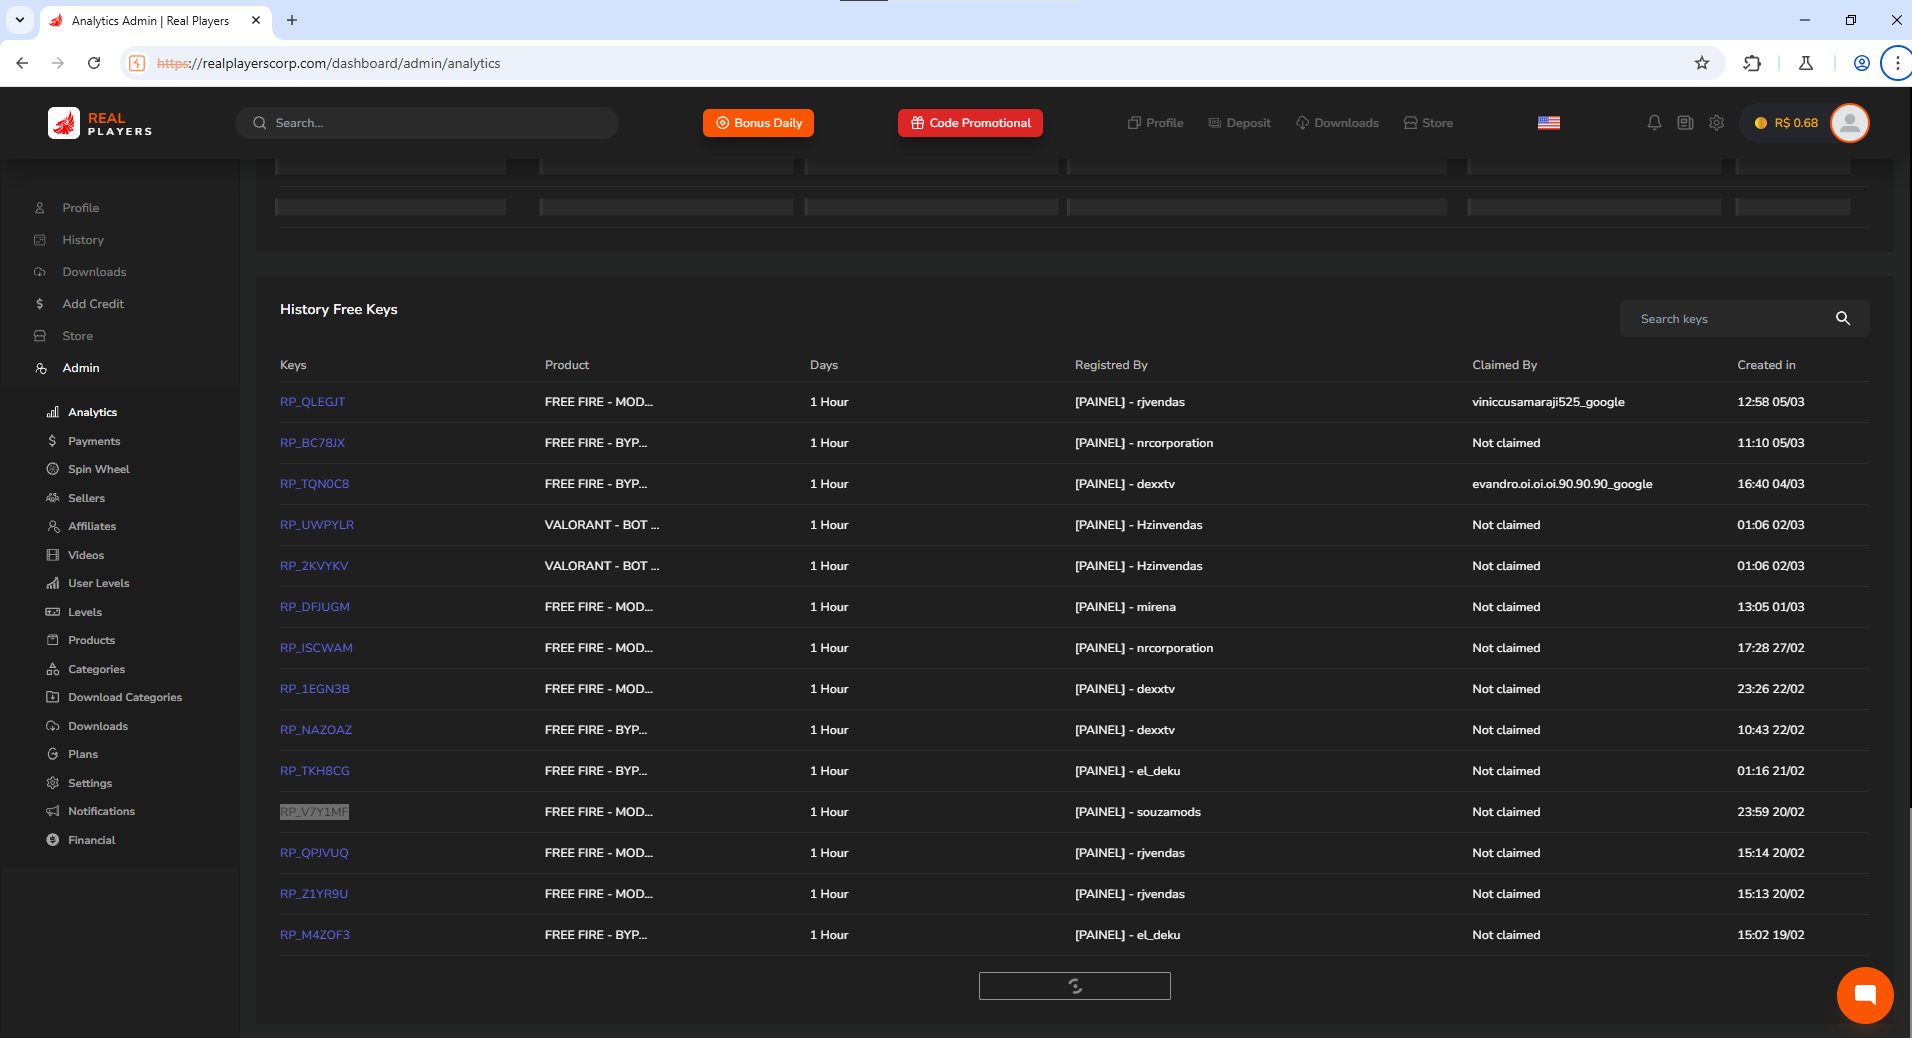 Analytics Admin | Real Players
https://realplayerscorp.com/dashboard/admin/analytics
REAL PLAYERS
Search...
Bonus Daily
Code Promotional
Profile
Deposit
Downloads
Store
R$ 0.68
Profile
History
Downloads
Add Credit
Store
Admin
Analytics
Payments
Spin Wheel
Sellers
Affiliates
Videos
User Levels
Levels
Products
Categories
Download Categories
Downloads
Plans
Settings
Notifications
Financial
History Free Keys
Search keys
Keys Product Days Registred By Claimed By Created in
RP_QLEGJT FREE FIRE - MOD... 1 Hour [PAINEL] - rjvendas viniccusamaraji525_google 12:58 05/03
RP_BC78JX FREE FIRE - BYP... 1 Hour [PAINEL] - nrcorporation Not claimed 11:10 05/03
RP_TQN0C8 FREE FIRE - BYP... 1 Hour [PAINEL] - dexxtv evandro.oi.oi.oi.90.90.90_google 16:40 04/03
RP_UWPYLR VALORANT - BOT ... 1 Hour [PAINEL] - Hzinvendas Not claimed 01:06 02/03
RP_2KVYKV VALORANT - BOT ... 1 Hour [PAINEL] - Hzinvendas Not claimed 01:06 02/03
RP_DFJUGM FREE FIRE - MOD... 1 Hour [PAINEL] - mirena Not claimed 13:05 01/03
RP_ISCWAM FREE FIRE - MOD... 1 Hour [PAINEL] - nrcorporation Not claimed 17:28 27/02
RP_1EGN3B FREE FIRE - MOD... 1 Hour [PAINEL] - dexxtv Not claimed 23:26 22/02
RP_NAZOAZ FREE FIRE - BYP... 1 Hour [PAINEL] - dexxtv Not claimed 10:43 22/02
RP_TKH8CG FREE FIRE - BYP... 1 Hour [PAINEL] - el_deku Not claimed 01:16 21/02
RP_V7Y1MF FREE FIRE - MOD... 1 Hour [PAINEL] - souzamods Not claimed 23:59 20/02
RP_QPJVUQ FREE FIRE - MOD... 1 Hour [PAINEL] - rjvendas Not claimed 15:14 20/02
RP_Z1YR9U FREE FIRE - MOD... 1 Hour [PAINEL] - rjvendas Not claimed 15:13 20/02
RP_M4ZOF3 FREE FIRE - BYP... 1 Hour [PAINEL] - el_deku Not claimed 15:02 19/02